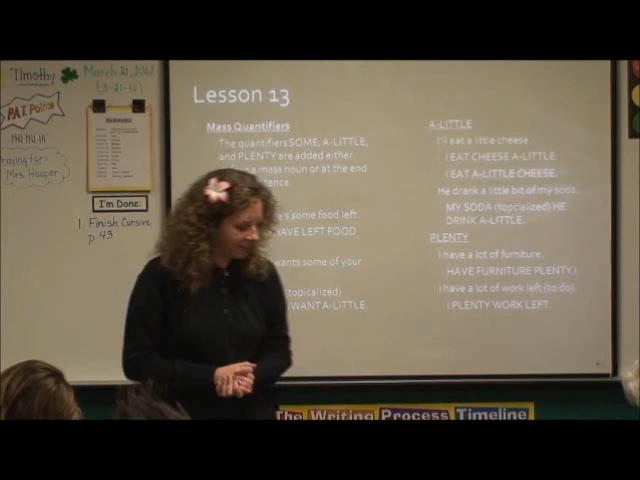 Timothy
March 21, 2012
(3-21-12)
P.A.T. Points
Praying for:
Mrs. Hooper
I'm Done:
1. Finish Cursive
p 43
Lesson 13
Mass Quantifiers
The quantifiers SOME, A-LITTLE,
and PLENTY are added either
a mass noun or at the end
some food left.
HAVE LEFT FOOD
wants some of your
(topicalized)
WANT A-LITTLE.
A-LITTLE
I'll eat a little cheese.
I EAT CHEESE A-LITTLE.
I EAT A-LITTLE CHEESE.
He drank a little bit of my soda.
MY SODA (topcialized) HE
DRINK A-LITTLE.
PLENTY
I have a lot of furniture.
HAVE FURNITURE PLENTY I
I have a lot of work left (to do).
I PLENTY WORK LEFT.
The Writing Process Timeline